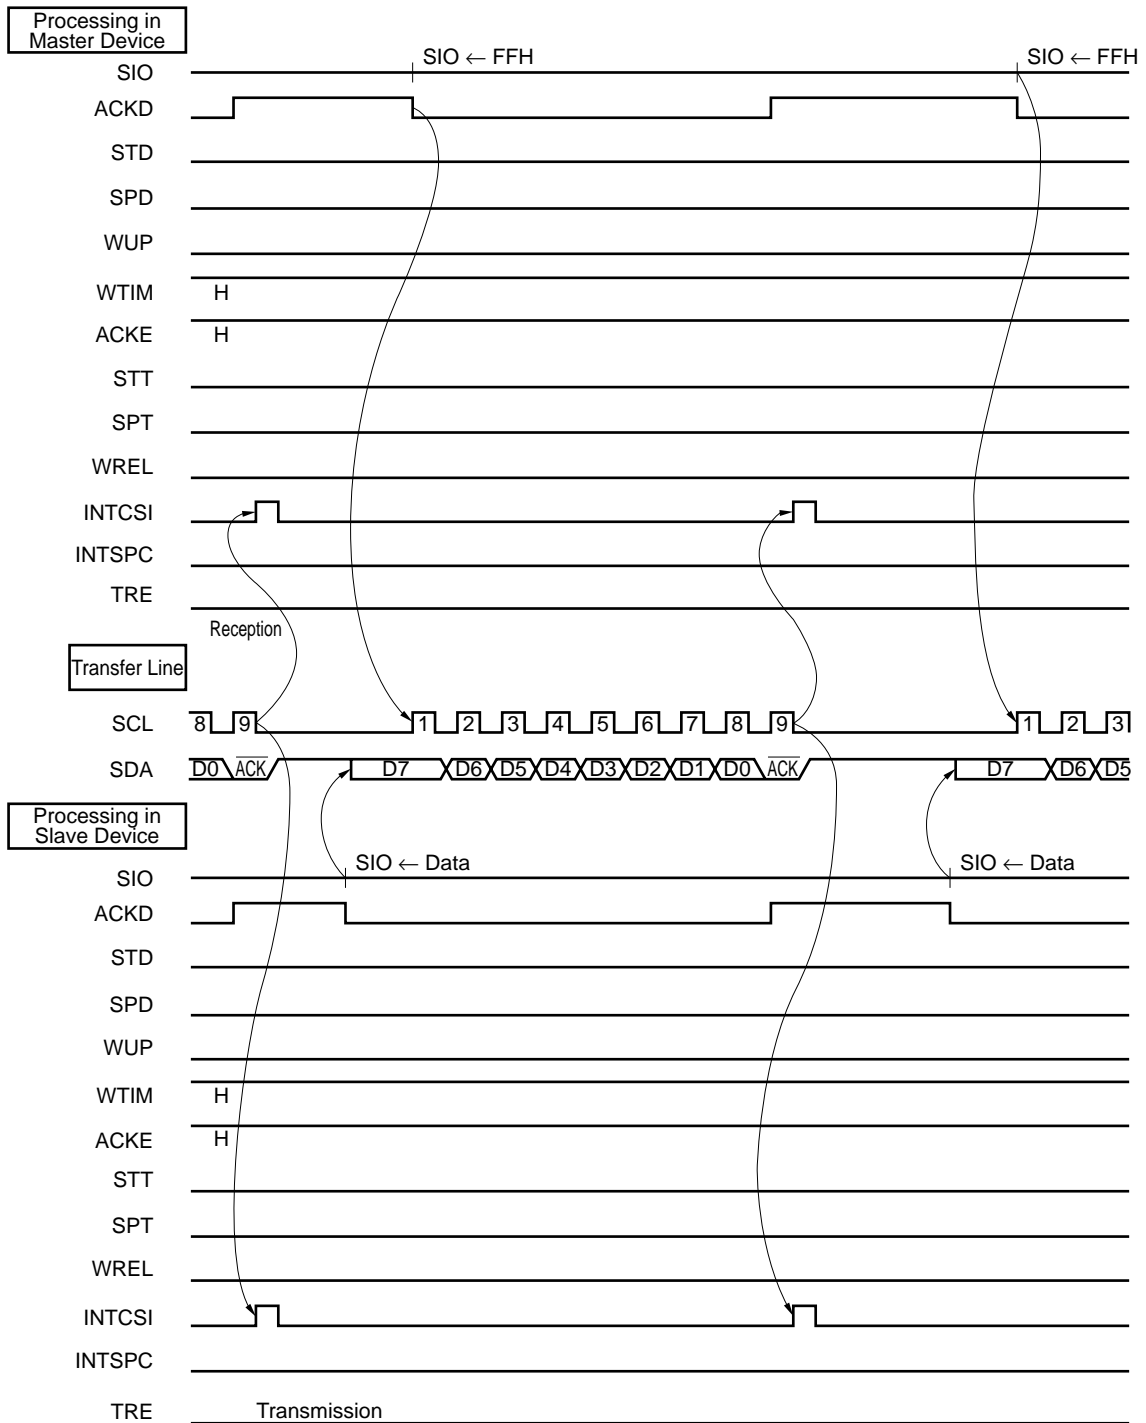 Processing in
Master Device
SIO ← FFH
SIO ← FFH
SIO
ACKD
STD
SPD
WUP
WTIM H
ACKE H
STT
SPT
WREL
INTCSI
INTSPC
TRE
Reception
Transfer Line
SCL 8 9 1 2 3 4 5 6 7 8 9 1 2 3
SDA D0 ACK D7 D6 D5 D4 D3 D2 D1 D0 ACK D7 D6 D5
Processing in
Slave Device
SIO ← Data
SIO ← Data
SIO
ACKD
STD
SPD
WUP
WTIM H
ACKE H
STT
SPT
WREL
INTCSI
INTSPC
TRE Transmission